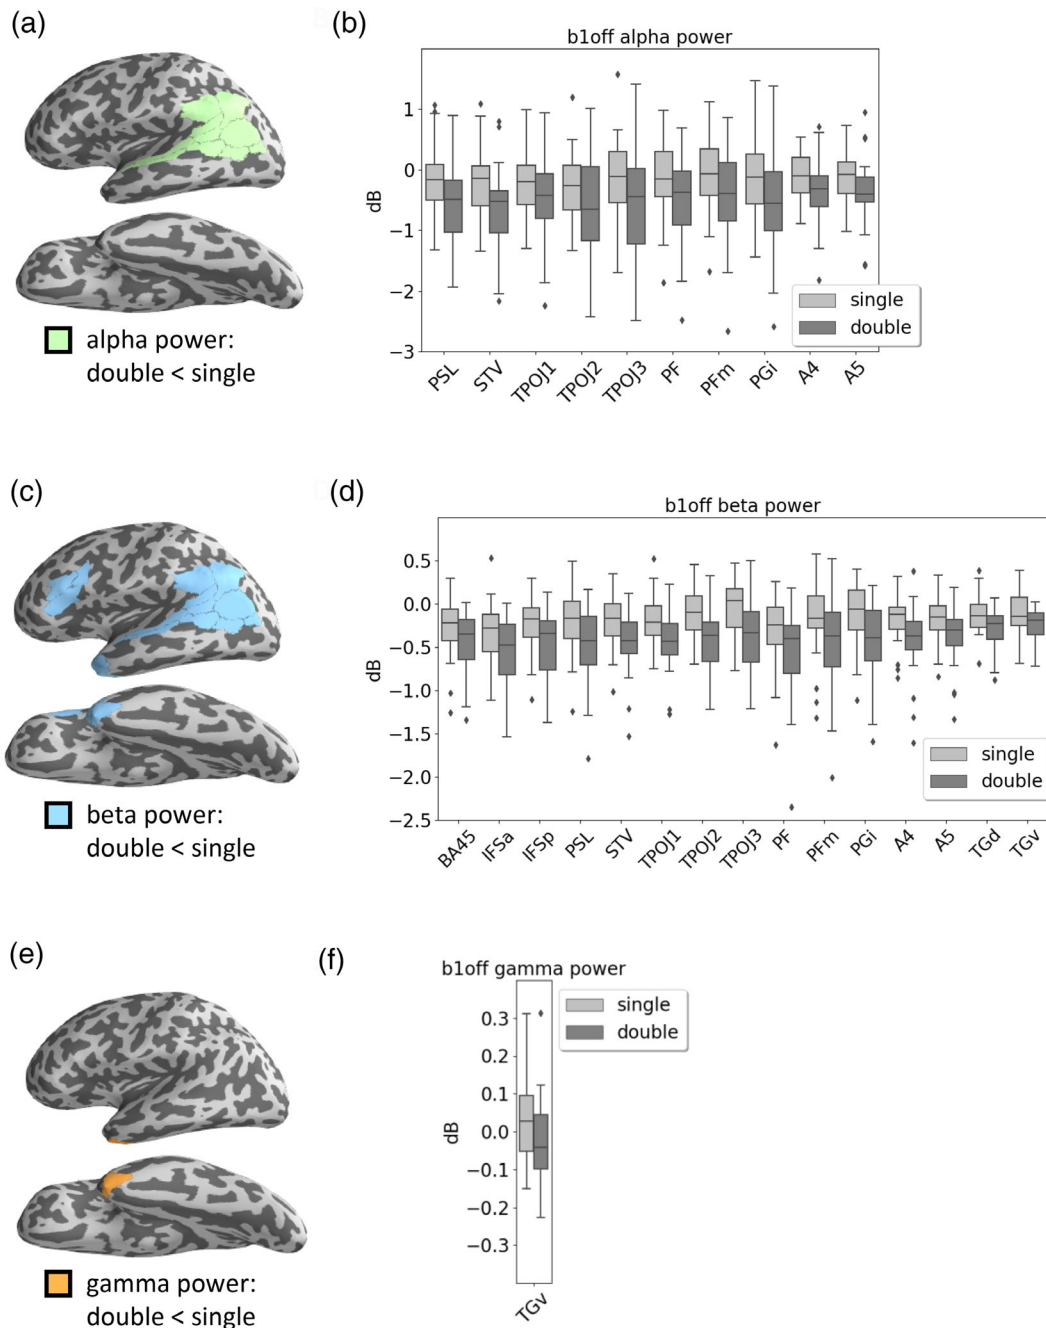 (a)
(b)
b1off alpha power
1
0
−1
−2
−3
dB
single
double
PSL
STV
TPOJ1
TPOJ2
TPOJ3
PF
PFm
PGi
A4
A5
alpha power:
double < single
(c)
(d)
b1off beta power
0.5
0.0
−0.5
−1.0
−1.5
−2.0
−2.5
dB
single
double
BA45
IFSa
IFSp
PSL
STV
TPOJ1
TPOJ2
TPOJ3
PF
PFm
PGi
A4
A5
TGd
TGv
beta power:
double < single
(e)
(f)
b1off gamma power
0.3
0.2
0.1
0.0
−0.1
−0.2
−0.3
dB
single
double
TGv
gamma power:
double < single